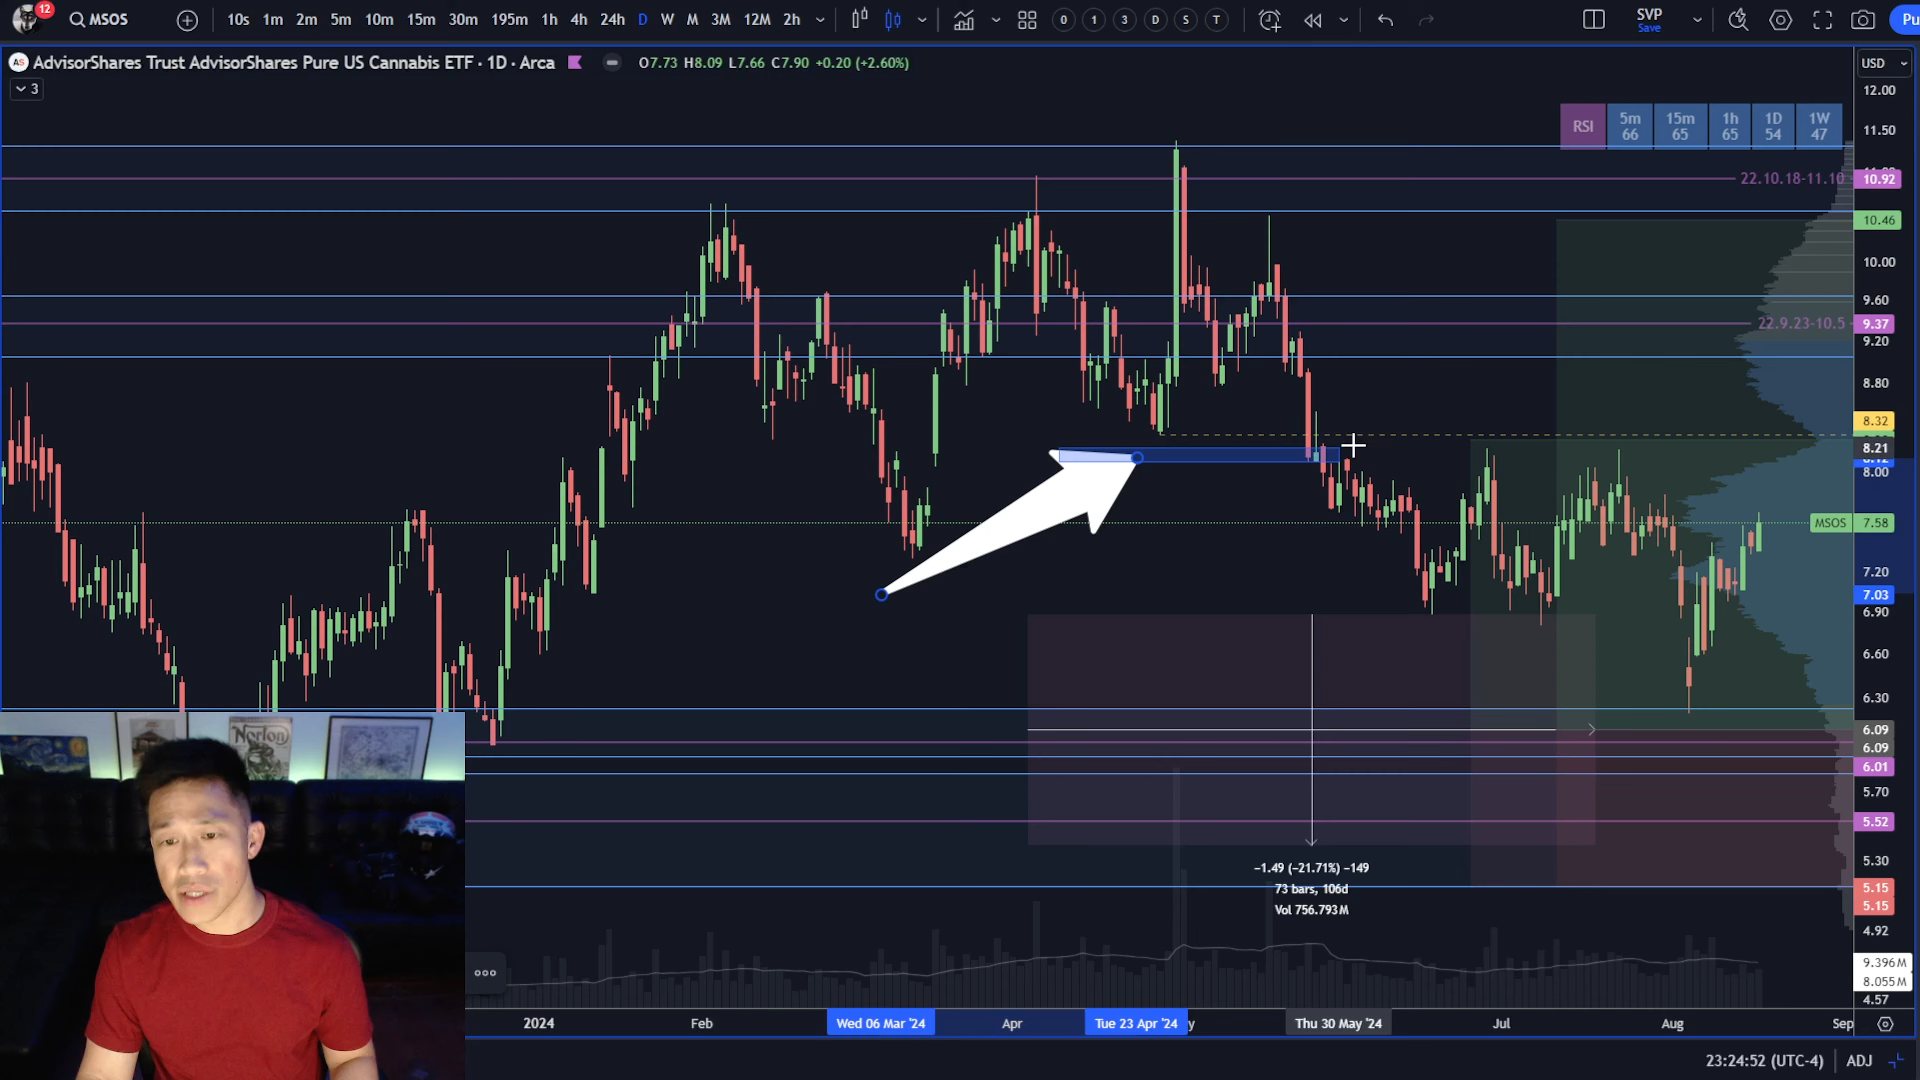 12
MSOS
10s 1m 2m 5m 10m 15m 30m 195m 1h 4h 24h D W M 3M 12M 2h
0 1 3 D S T
SVP
Save
Pu
AS AdvisorShares Trust AdvisorShares Pure US Cannabis ETF · 1D · Arca
O7.73 H8.09 L7.66 C7.90 +0.20 (+2.60%)
USD
3
12.00
RSI
5m 66
15m 65
1h 65
1D 54
1W 47
11.50
22.10.18-11.10
10.92
10.46
10.00
9.60
22.9.23-10.5
9.37
9.20
8.80
8.32
8.21
8.00
MSOS 7.58
7.20
7.03
6.90
6.60
6.30
6.09
6.09
6.01
5.70
5.52
5.30
−1.49 (−21.71%) −149
73 bars, 106d
Vol 756.793M
5.15
5.15
4.92
9.396M
8.055M
4.57
Norton
2024 Feb Wed 06 Mar '24 Apr Tue 23 Apr '24 y Thu 30 May '24 Jul Aug Sep
23:24:52 (UTC-4) ADJ